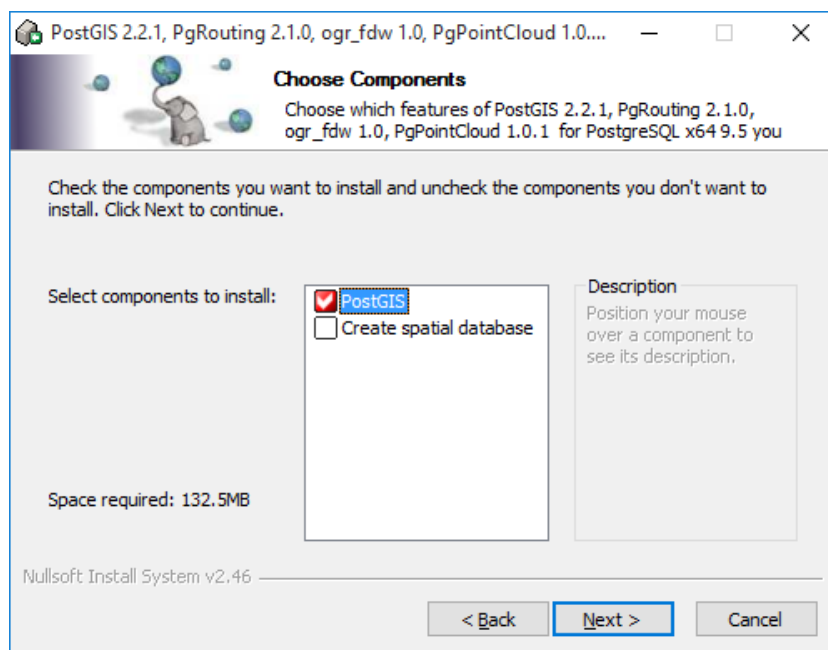 PostGIS 2.2.1, PgRouting 2.1.0, ogr_fdw 1.0, PgPointCloud 1.0....
Choose Components
Choose which features of PostGIS 2.2.1, PgRouting 2.1.0,
ogr_fdw 1.0, PgPointCloud 1.0.1 for PostgreSQL x64 9.5 you
Check the components you want to install and uncheck the components you don't want to
install. Click Next to continue.
Select components to install:
PostGIS
Create spatial database
Description
Position your mouse
over a component to
see its description.
Space required: 132.5MB
Nullsoft Install System v2.46
< Back
Next >
Cancel